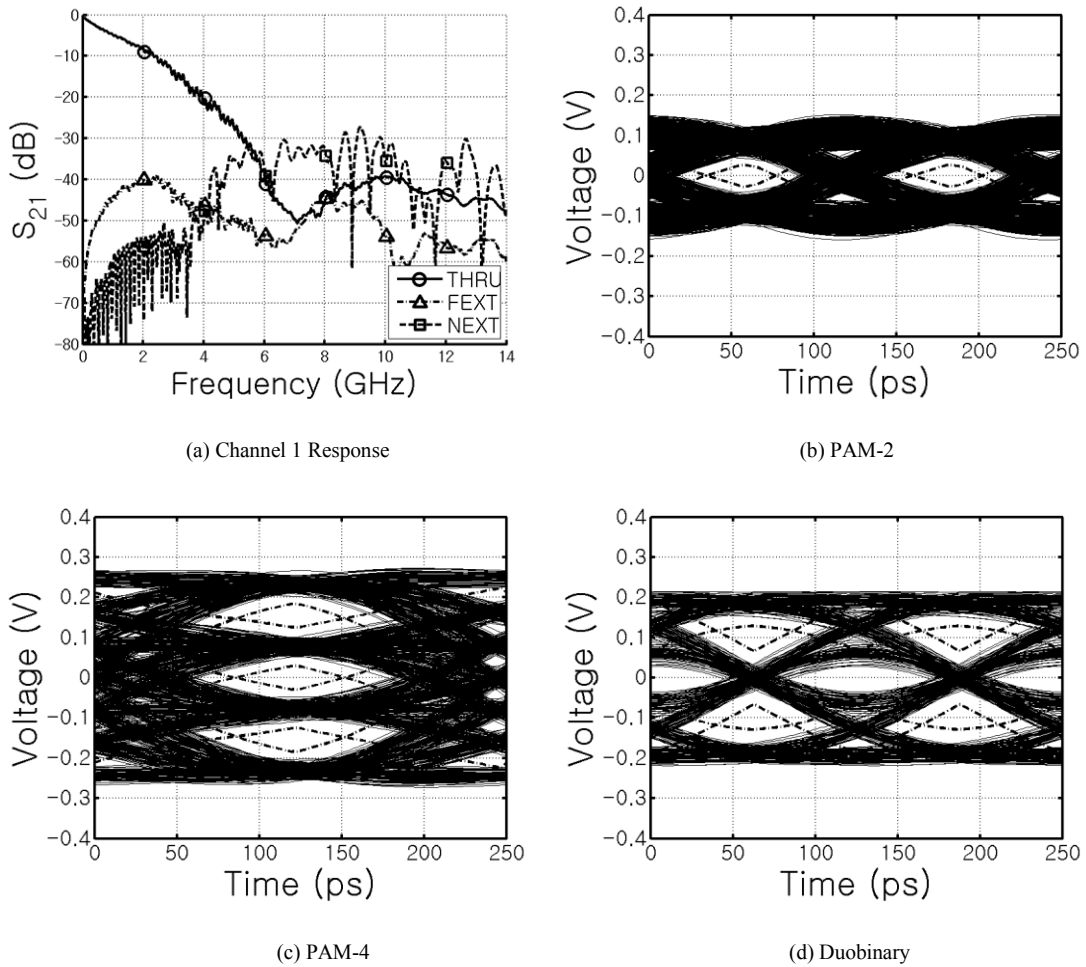 0
-10
-20
-30
-40
-50
-60
-70
-80
S21 (dB)
0 2 4 6 8 10 12 14
Frequency (GHz)
THRU
FEXT
NEXT
(a) Channel 1 Response
0.4
0.3
0.2
0.1
0
-0.1
-0.2
-0.3
-0.4
Voltage (V)
0 50 100 150 200 250
Time (ps)
(b) PAM-2
0.4
0.3
0.2
0.1
0
-0.1
-0.2
-0.3
-0.4
Voltage (V)
0 50 100 150 200 250
Time (ps)
(c) PAM-4
0.4
0.3
0.2
0.1
0
-0.1
-0.2
-0.3
-0.4
Voltage (V)
0 50 100 150 200 250
Time (ps)
(d) Duobinary